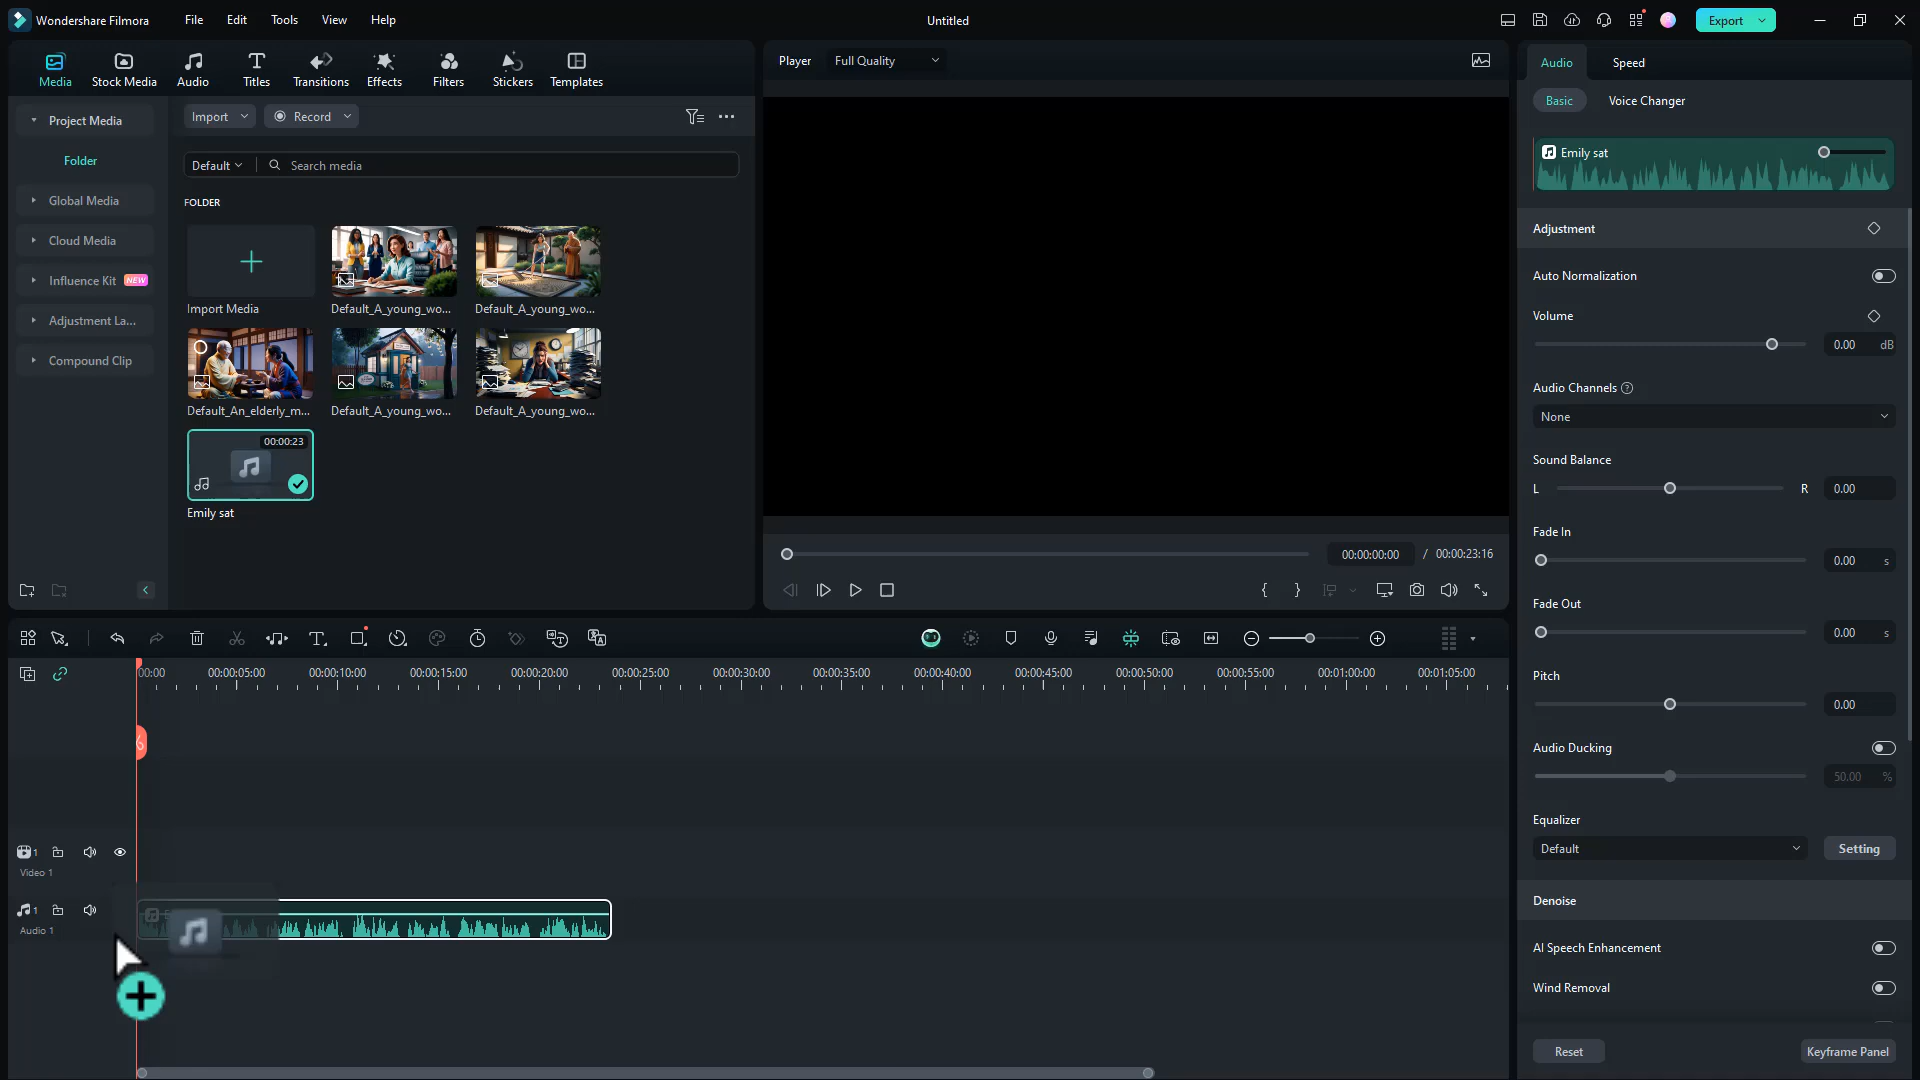 Wondershare Filmora
File
Edit
Tools
View
Help
Untitled
Export
Media
Stock Media
Audio
Titles
Transitions
Effects
Filters
Stickers
Templates
Player
Full Quality
Audio
Speed
Project Media
Import
Record
Basic
Voice Changer
Folder
Default
Search media
Emily sat
Global Media
FOLDER
Cloud Media
Influence Kit NEW
Adjustment La...
Compound Clip
Import Media
Default_A_young_wo...
Default_A_young_wo...
Default_An_elderly_m...
Default_A_young_wo...
Default_A_young_wo...
00:00:23
Emily sat
00:00:00:00 / 00:00:23:16
Adjustment
Auto Normalization
Volume
0.00 dB
Audio Channels
None
Sound Balance
L
R
0.00
Fade In
0.00 s
Fade Out
0.00 s
Pitch
0.00
Audio Ducking
50.00 %
Equalizer
Default
Setting
Denoise
AI Speech Enhancement
Wind Removal
Reset
Keyframe Panel
00:00
00:00:05:00
00:00:10:00
00:00:15:00
00:00:20:00
00:00:25:00
00:00:30:00
00:00:35:00
00:00:40:00
00:00:45:00
00:00:50:00
00:00:55:00
00:01:00:00
00:01:05:00
1
Video 1
1
Audio 1